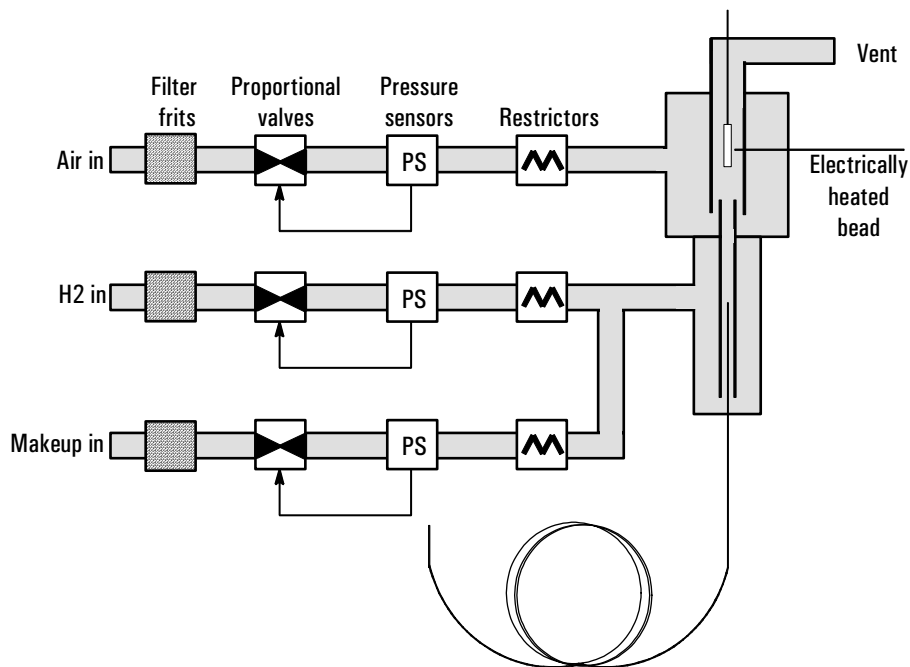 Filter
frits
Proportional
valves
Pressure
sensors
Restrictors
Vent
Air in
PS
Electrically
heated
bead
H2 in
PS
Makeup in
PS